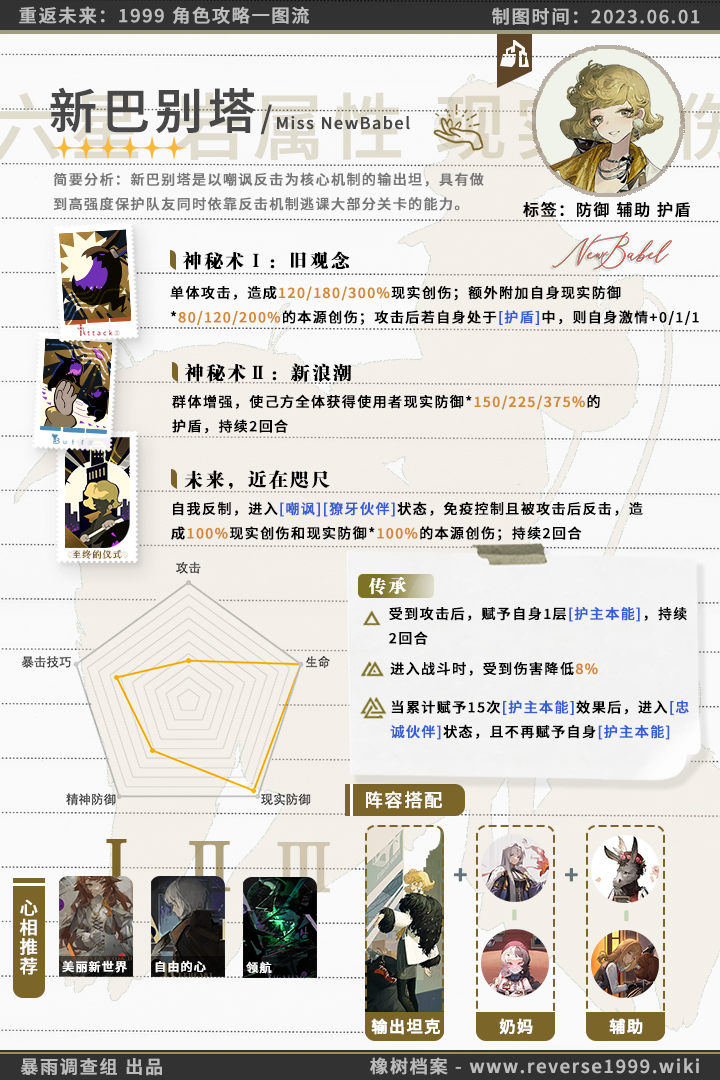 重返未来：1999 角色攻略一图流
制图时间：2023.06.01
新巴别塔/Miss NewBabel
简要分析：新巴别塔是以嘲讽反击为核心机制的输出坦，具有做
到高强度保护队友同时依靠反击机制逃课大部分关卡的能力。
标签：防御 辅助 护盾
NewBabel
神秘术Ⅰ：旧观念
单体攻击，造成120/180/300%现实创伤；额外附加自身现实防御
*80/120/200%的本源创伤；攻击后若自身处于[护盾]中，则自身激情+0/1/1
Attack
神秘术Ⅱ：新浪潮
群体增强，使己方全体获得使用者现实防御*150/225/375%的
护盾，持续2回合
Buff
未来，近在咫尺
自我反制，进入[嘲讽][獠牙伙伴]状态，免疫控制且被攻击后反击，造
成100%现实创伤和现实防御*100%的本源创伤；持续2回合
至终的仪式
攻击
暴击技巧
生命
精神防御
现实防御
传承
受到攻击后，赋予自身1层[护主本能]，持续
2回合
进入战斗时，受到伤害降低8%
当累计赋予15次[护主本能]效果后，进入[忠
诚伙伴]状态，且不再赋予自身[护主本能]
阵容搭配
输出坦克
+
奶妈
+
辅助
心相推荐
Ⅰ
Ⅱ
Ⅲ
美丽新世界
自由的心
领航
暴雨调查组 出品
橡树档案 - www.reverse1999.wiki